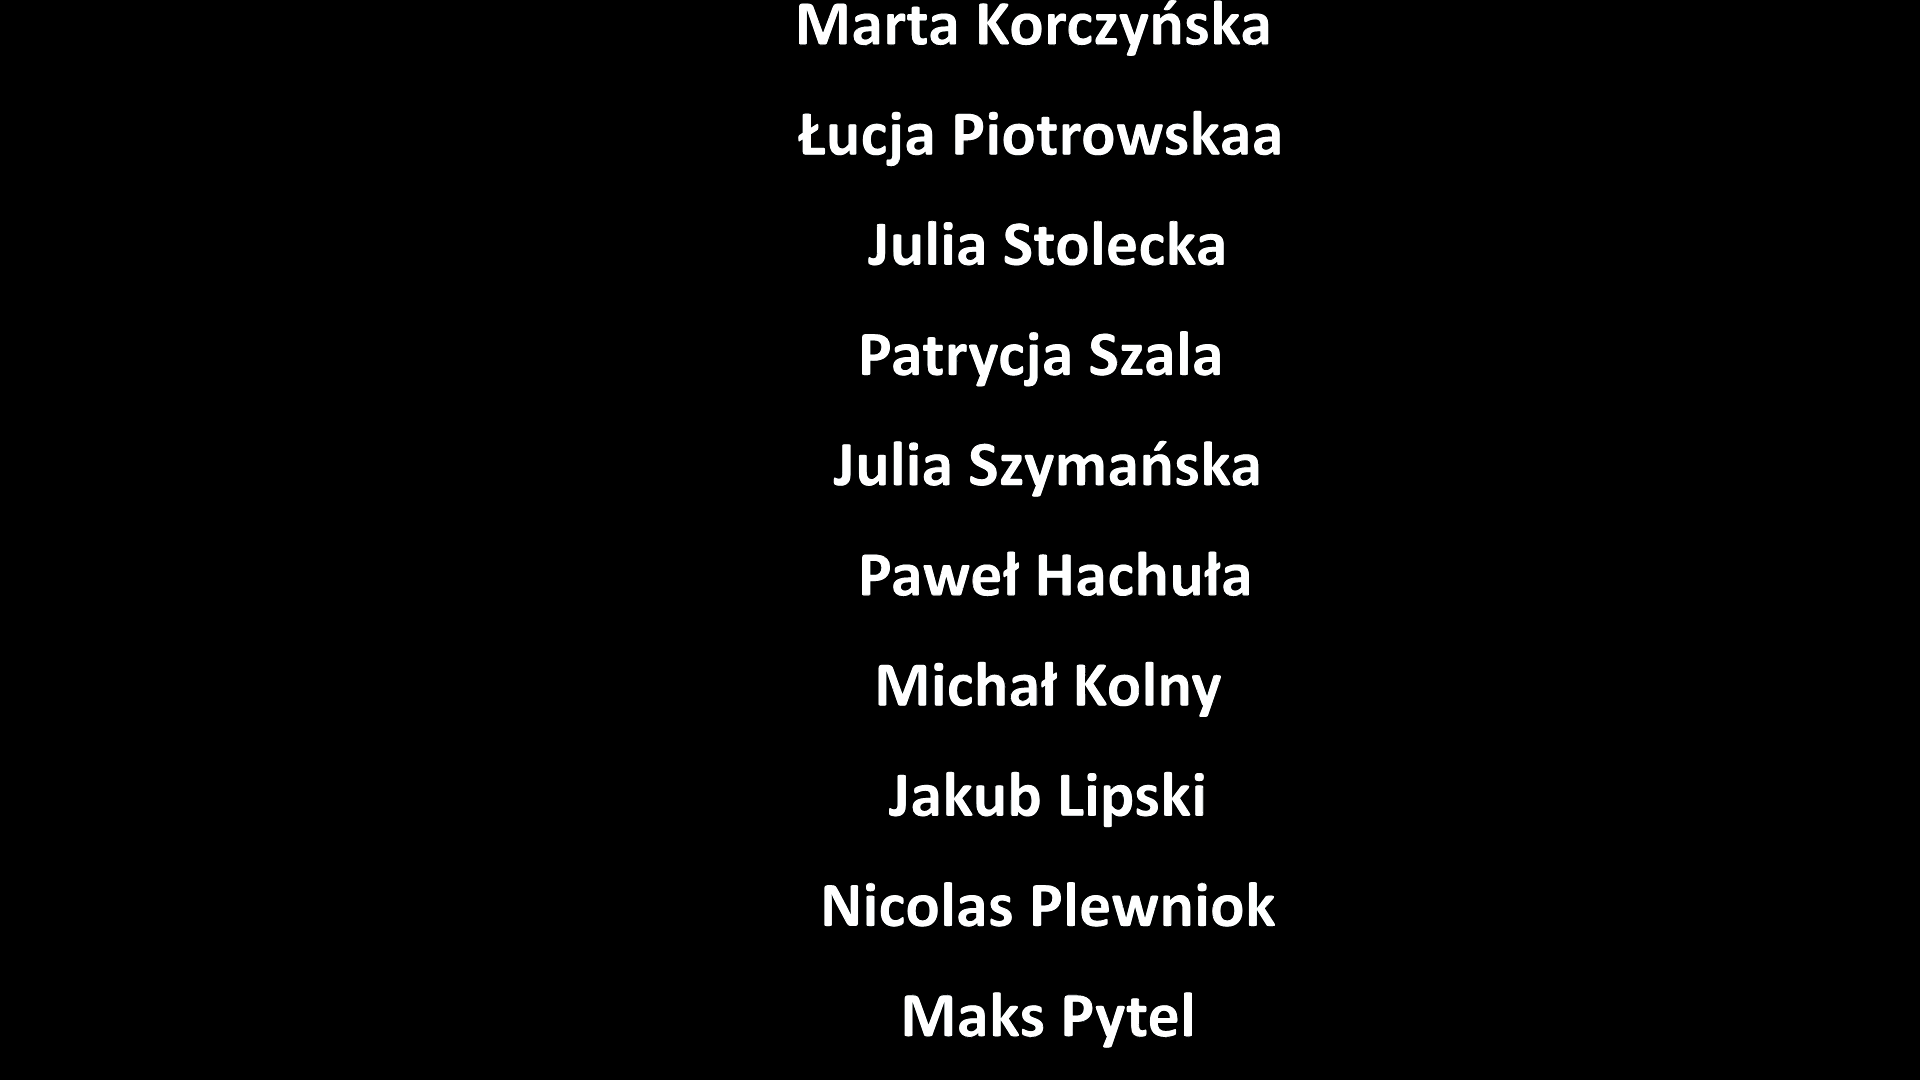 Marta Korczyńska
Łucja Piotrowskaa
Julia Stolecka
Patrycja Szala
Julia Szymańska
Paweł Hachuła
Michał Kolny
Jakub Lipski
Nicolas Plewniok
Maks Pytel